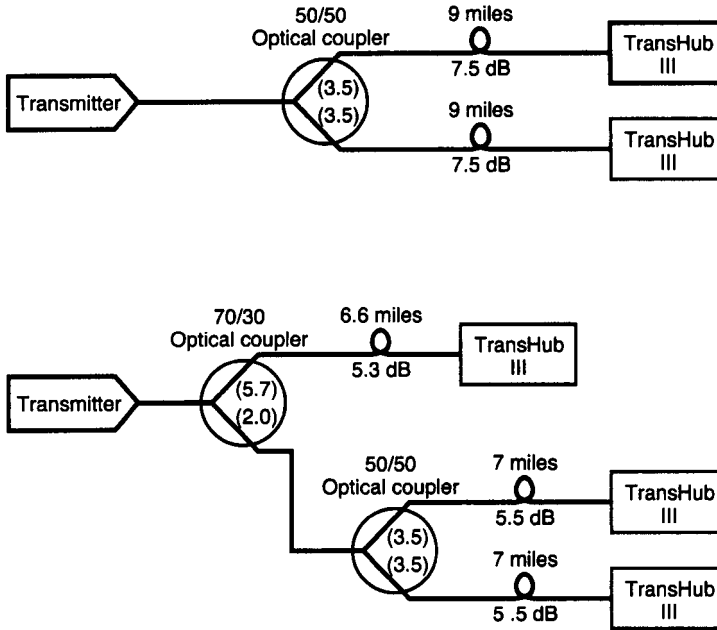 50/50
Optical coupler
9 miles
7.5 dB
TransHub
III
Transmitter
(3.5)
(3.5)
9 miles
7.5 dB
TransHub
III
70/30
Optical coupler
6.6 miles
5.3 dB
TransHub
III
Transmitter
(5.7)
(2.0)
50/50
Optical coupler
7 miles
5.5 dB
TransHub
III
(3.5)
(3.5)
7 miles
5 .5 dB
TransHub
III